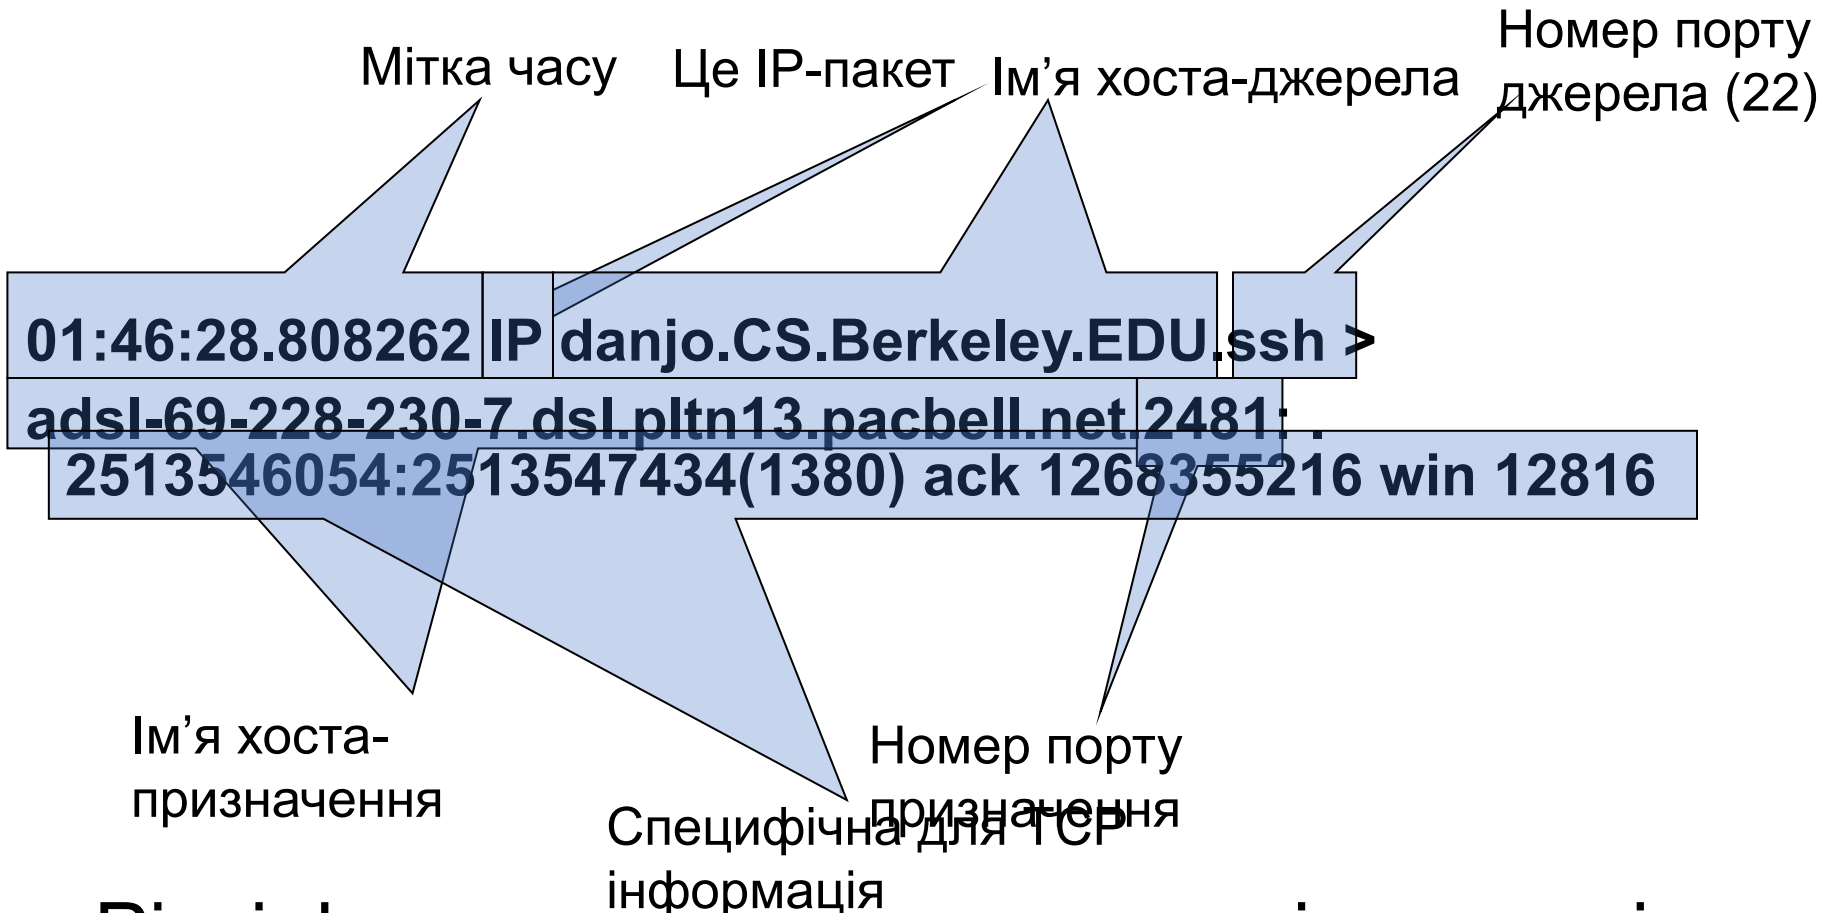 Мітка часу
Це IP-пакет
Ім’я хоста-джерела
Номер порту
джерела (22)
01:46:28.808262 IP danjo.CS.Berkeley.EDU.ssh >
adsl-69-228-230-7.dsl.pltn13.pacbell.net.2481: .
2513546054:2513547434(1380) ack 1268355216 win 12816
Ім’я хоста-
призначення
Номер порту
призначення
Специфічна для TCP
інформація